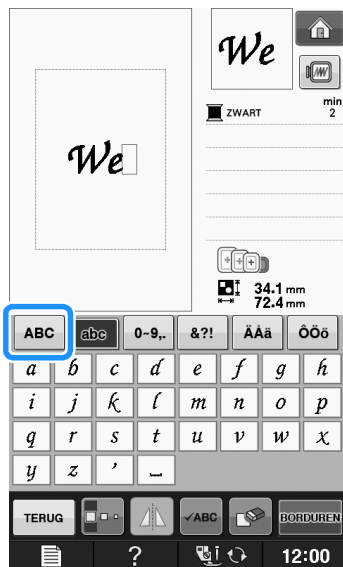 We
We
ZWART
min
2
34.1 mm
72.4 mm
ABC abc 0~9,. &?! ÄÅä ÔÖö
a b c d e f g h
i j k l m n o p
q r s t u v w x
y z ’ ⎵
TERUG ✓ABC BORDUREN
? 12:00